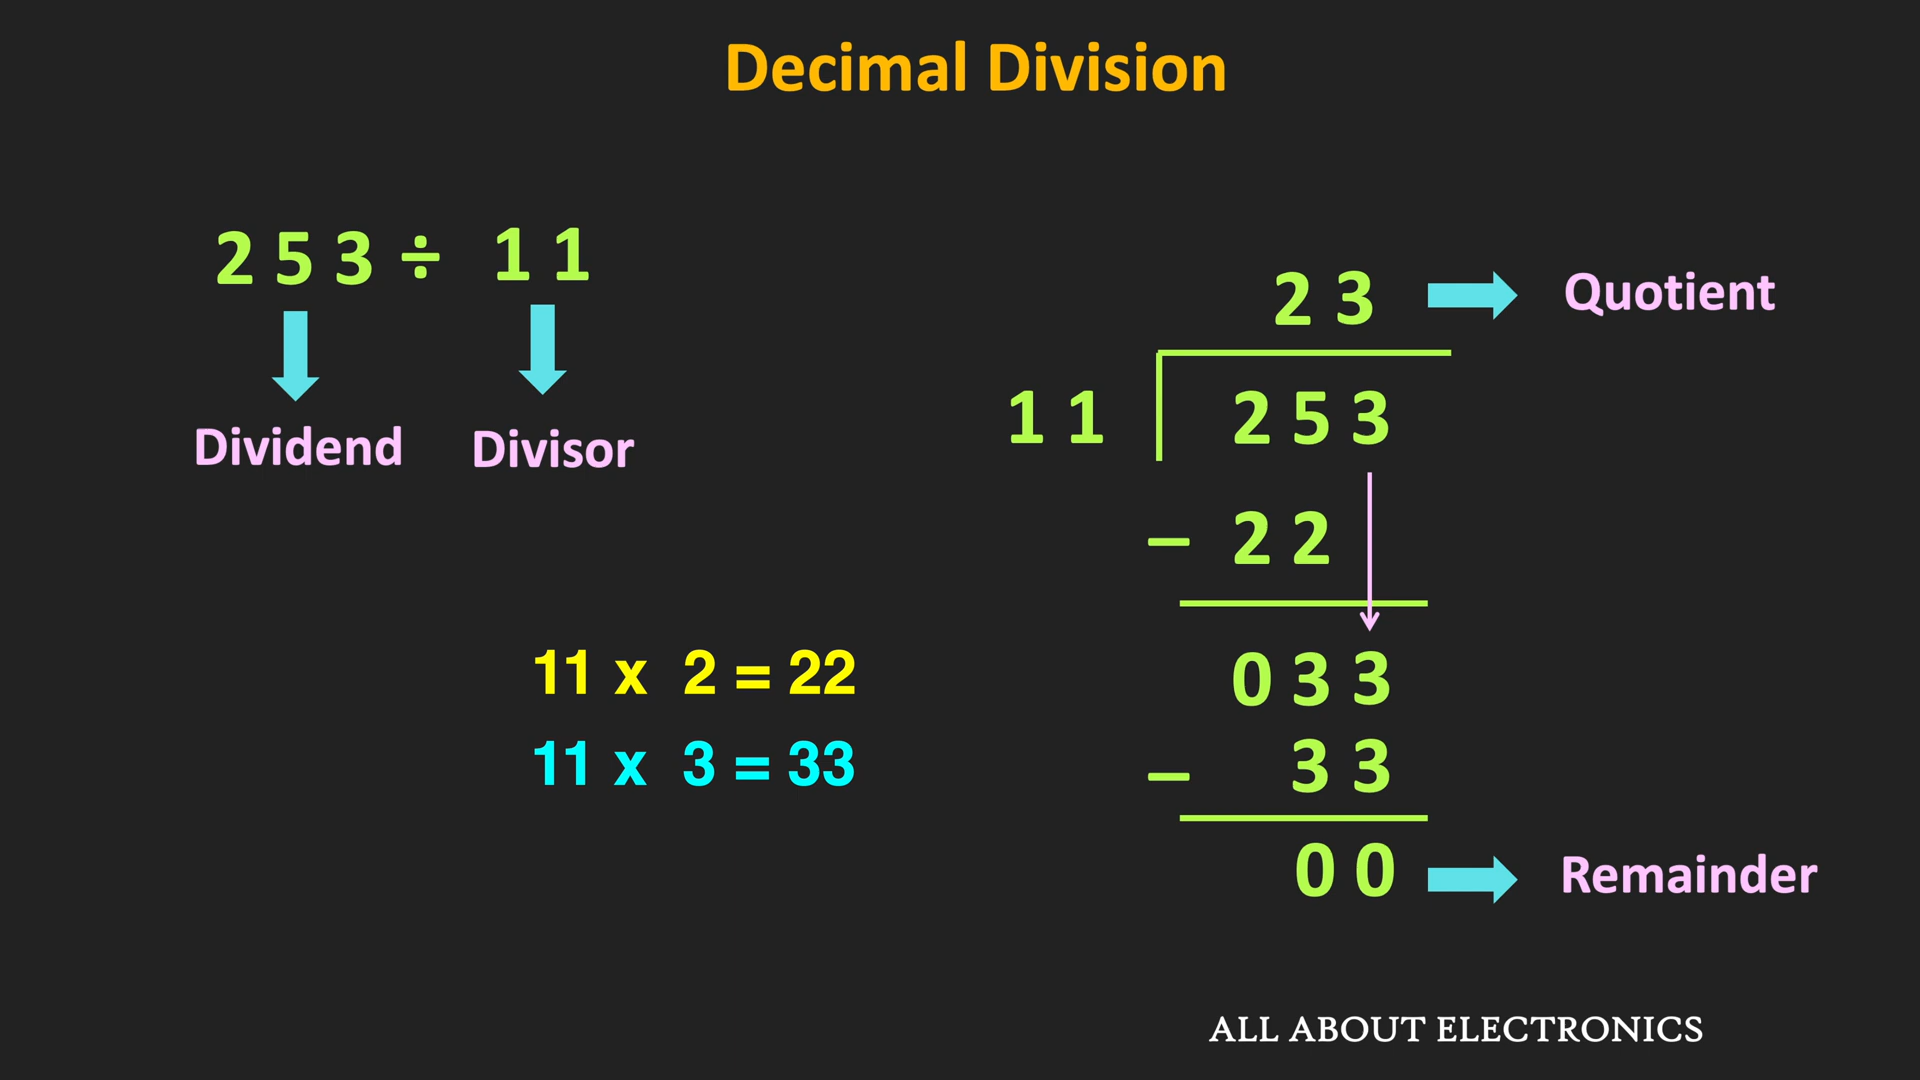 Decimal Division
2 5 3 ÷ 1 1
Dividend
Divisor
11 x 2 = 22
11 x 3 = 33
2 3
Quotient
1 1 2 5 3
– 2 2
0 3 3
– 3 3
0 0
Remainder
ALL ABOUT ELECTRONICS